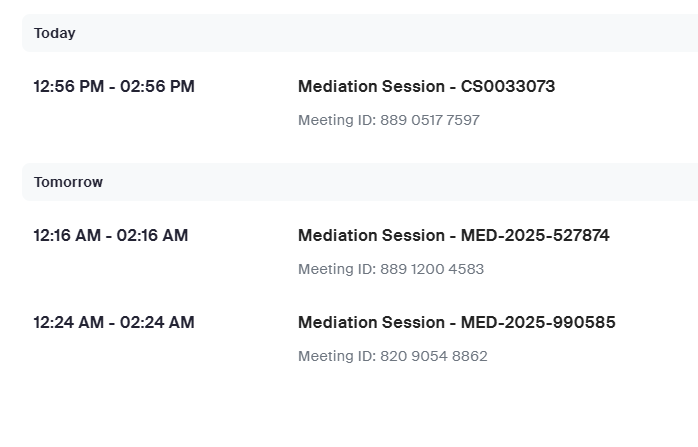 Today
12:56 PM - 02:56 PM
Mediation Session - CS0033073
Meeting ID: 889 0517 7597
Tomorrow
12:16 AM - 02:16 AM
Mediation Session - MED-2025-527874
Meeting ID: 889 1200 4583
12:24 AM - 02:24 AM
Mediation Session - MED-2025-990585
Meeting ID: 820 9054 8862